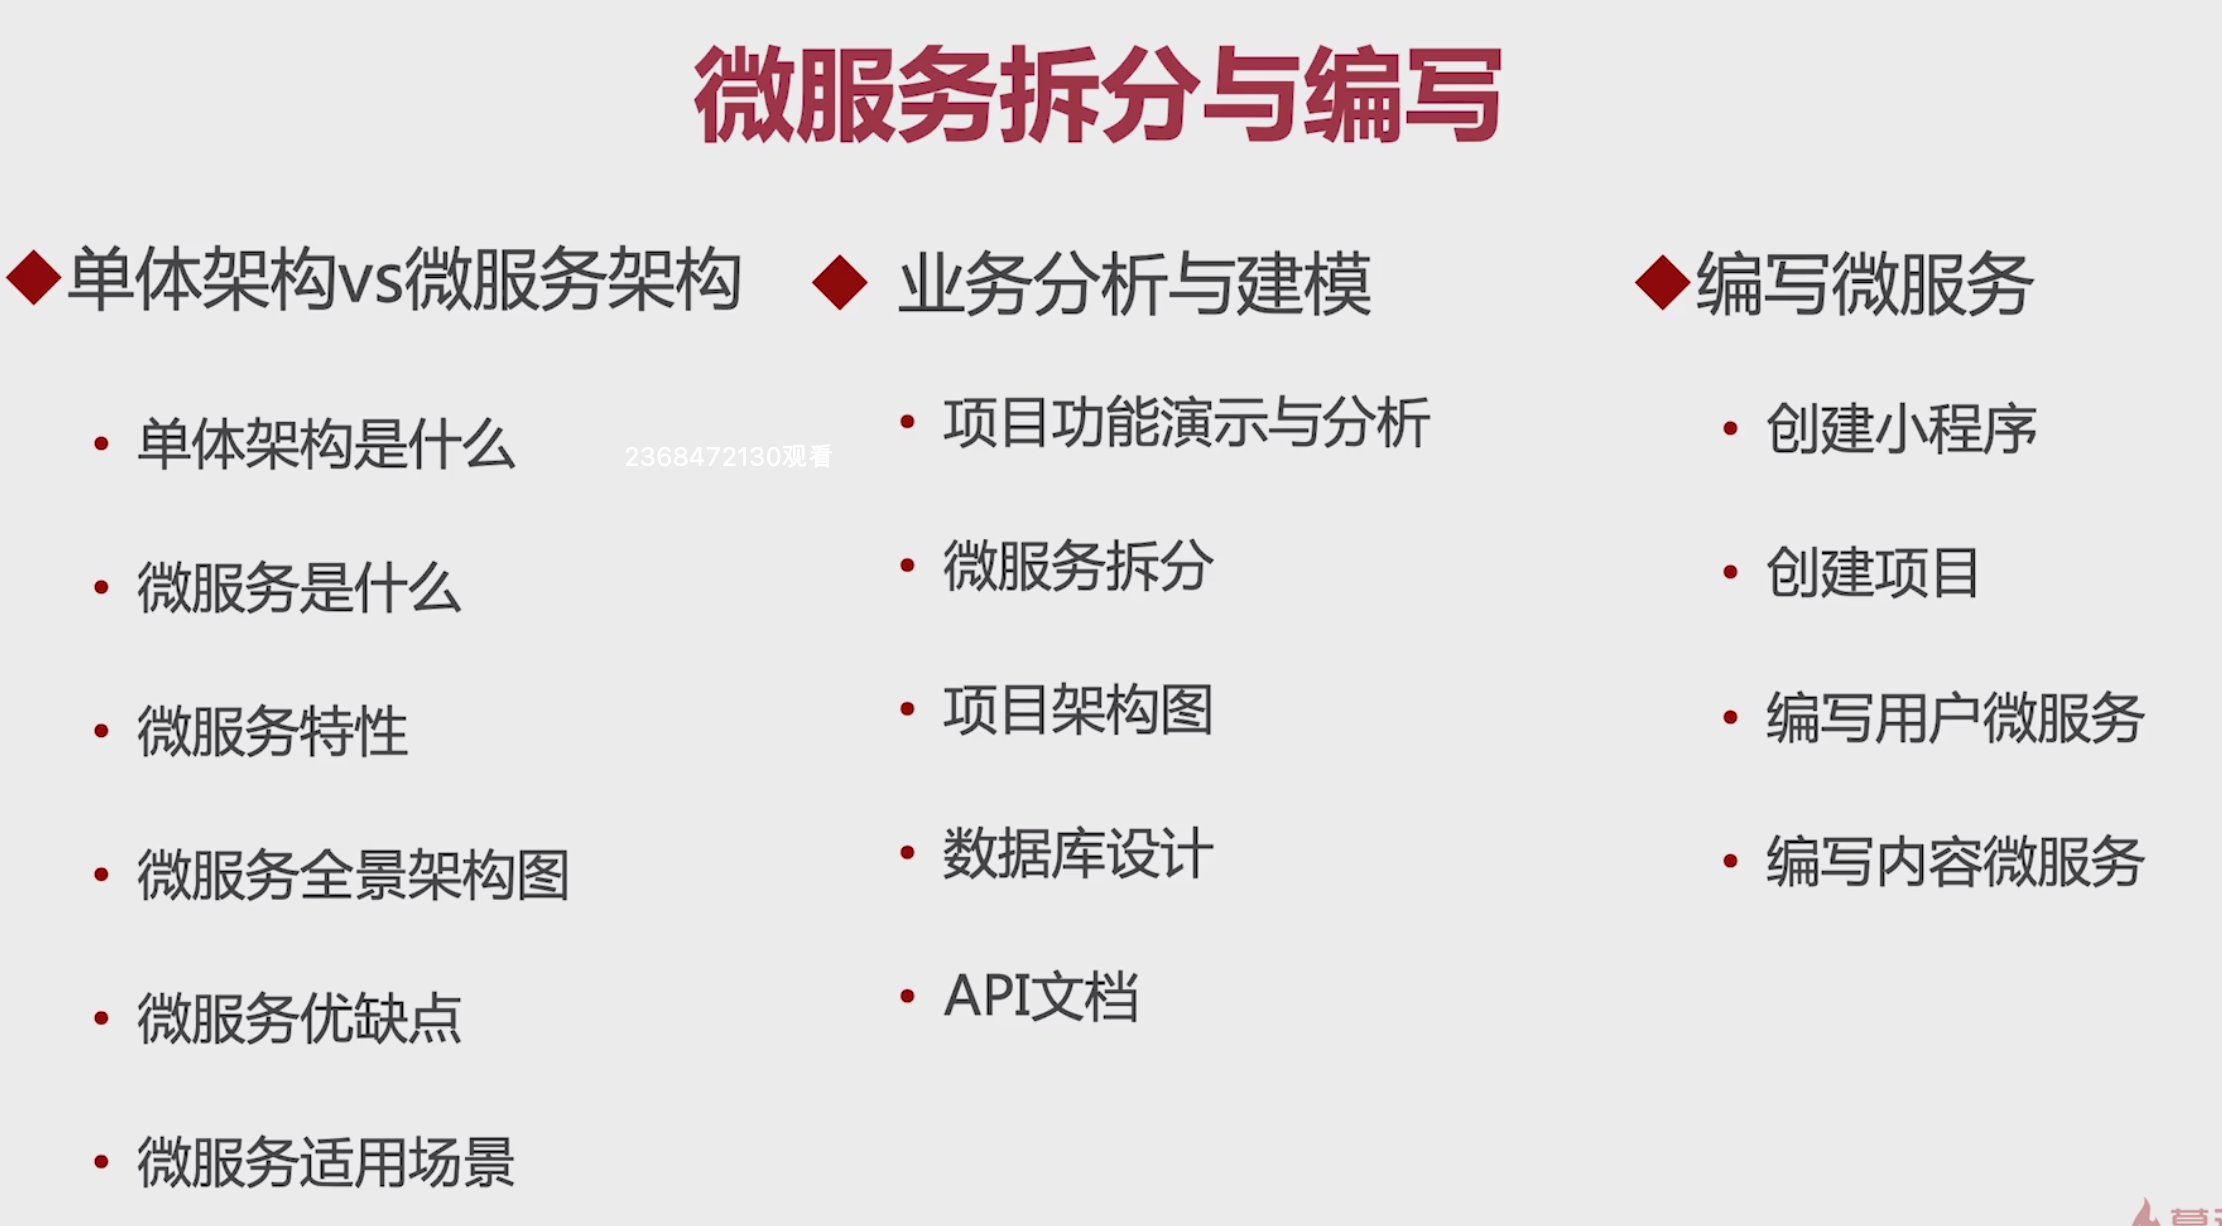 微服务拆分与编写
单体架构vs微服务架构
单体架构是什么
微服务是什么
微服务特性
微服务全景架构图
微服务优缺点
微服务适用场景
业务分析与建模
项目功能演示与分析
微服务拆分
项目架构图
数据库设计
API文档
编写微服务
创建小程序
创建项目
编写用户微服务
编写内容微服务
2368472130观看